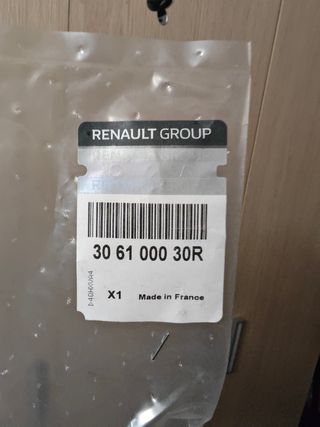 RENAULT GROUP
30 61 000 30R
X1 Made in France